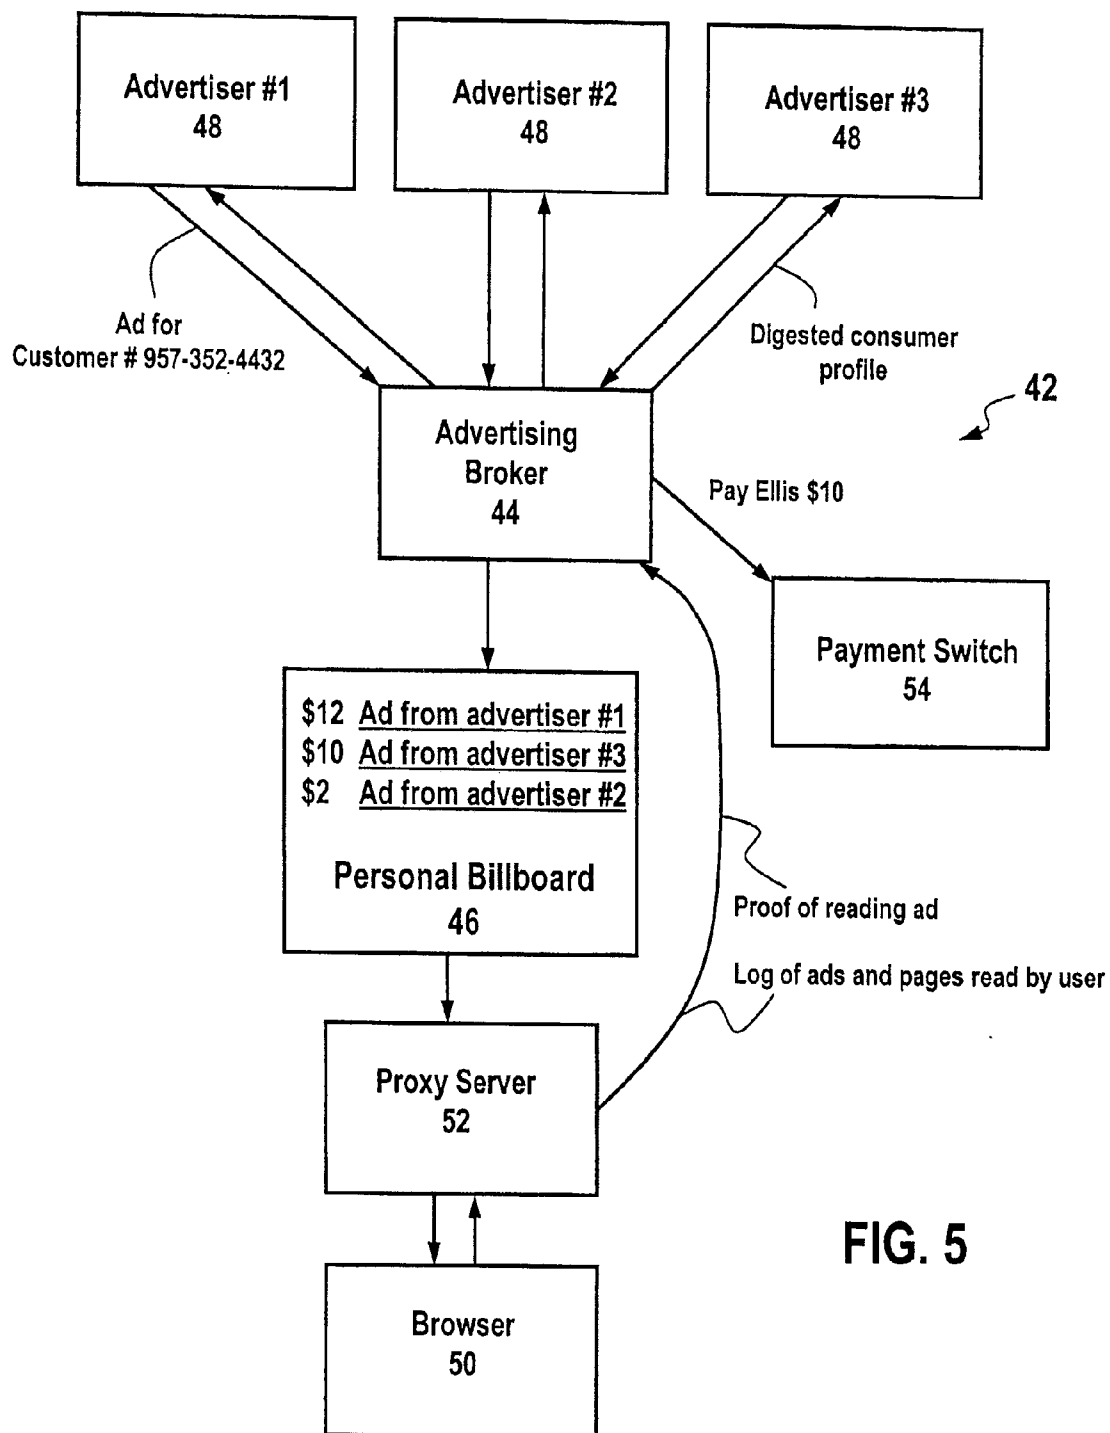 Advertiser #1
48
Advertiser #2
48
Advertiser #3
48
Ad for
Customer # 957-352-4432
Digested consumer
profile
42
Advertising
Broker
44
Pay Ellis $10
Payment Switch
54
$12 Ad from advertiser #1
$10 Ad from advertiser #3
$2 Ad from advertiser #2
Personal Billboard
46
Proof of reading ad
Log of ads and pages read by user
Proxy Server
52
FIG. 5
Browser
50